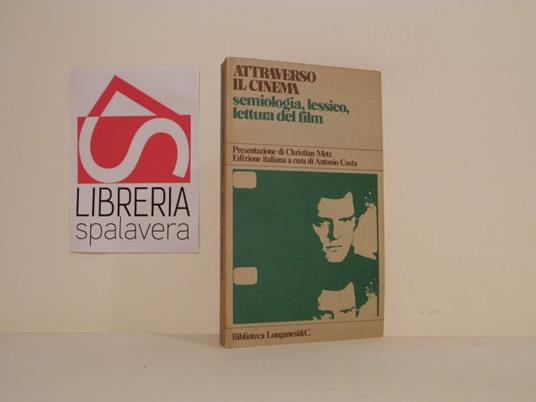 LIBRERIA
spalavera
ATTRAVERSO
IL CINEMA
semiologia, lessico,
lettura del film
Presentazione di Christian Metz
Edizione italiana a cura di Antonio Costa
Biblioteca Longanesi&C.